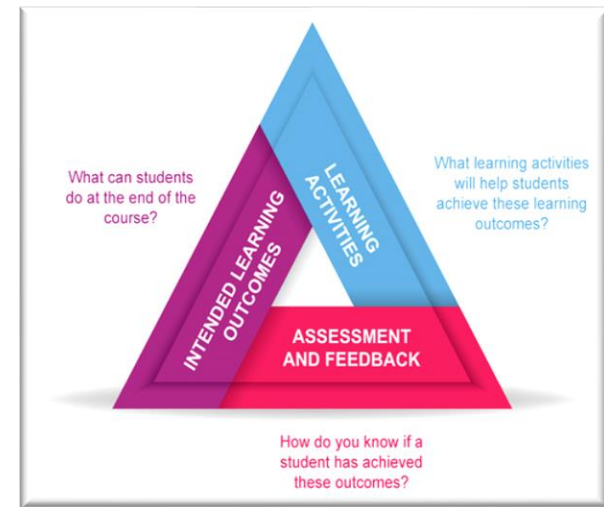 What can students
do at the end of the
course?
INTENDED LEARNING
OUTCOMES
LEARNING
ACTIVITIES
What learning activities
will help students
achieve these learning
outcomes?
ASSESSMENT
AND FEEDBACK
How do you know if a
student has achieved
these outcomes?